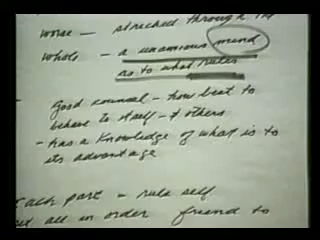 worse — stretched through the
whole — a unanimous mind
as to what rules
- good counsel - how best to
behave to itself - & others
- has a knowledge of what is to
its advantage
each part - rule self
all in order friend to